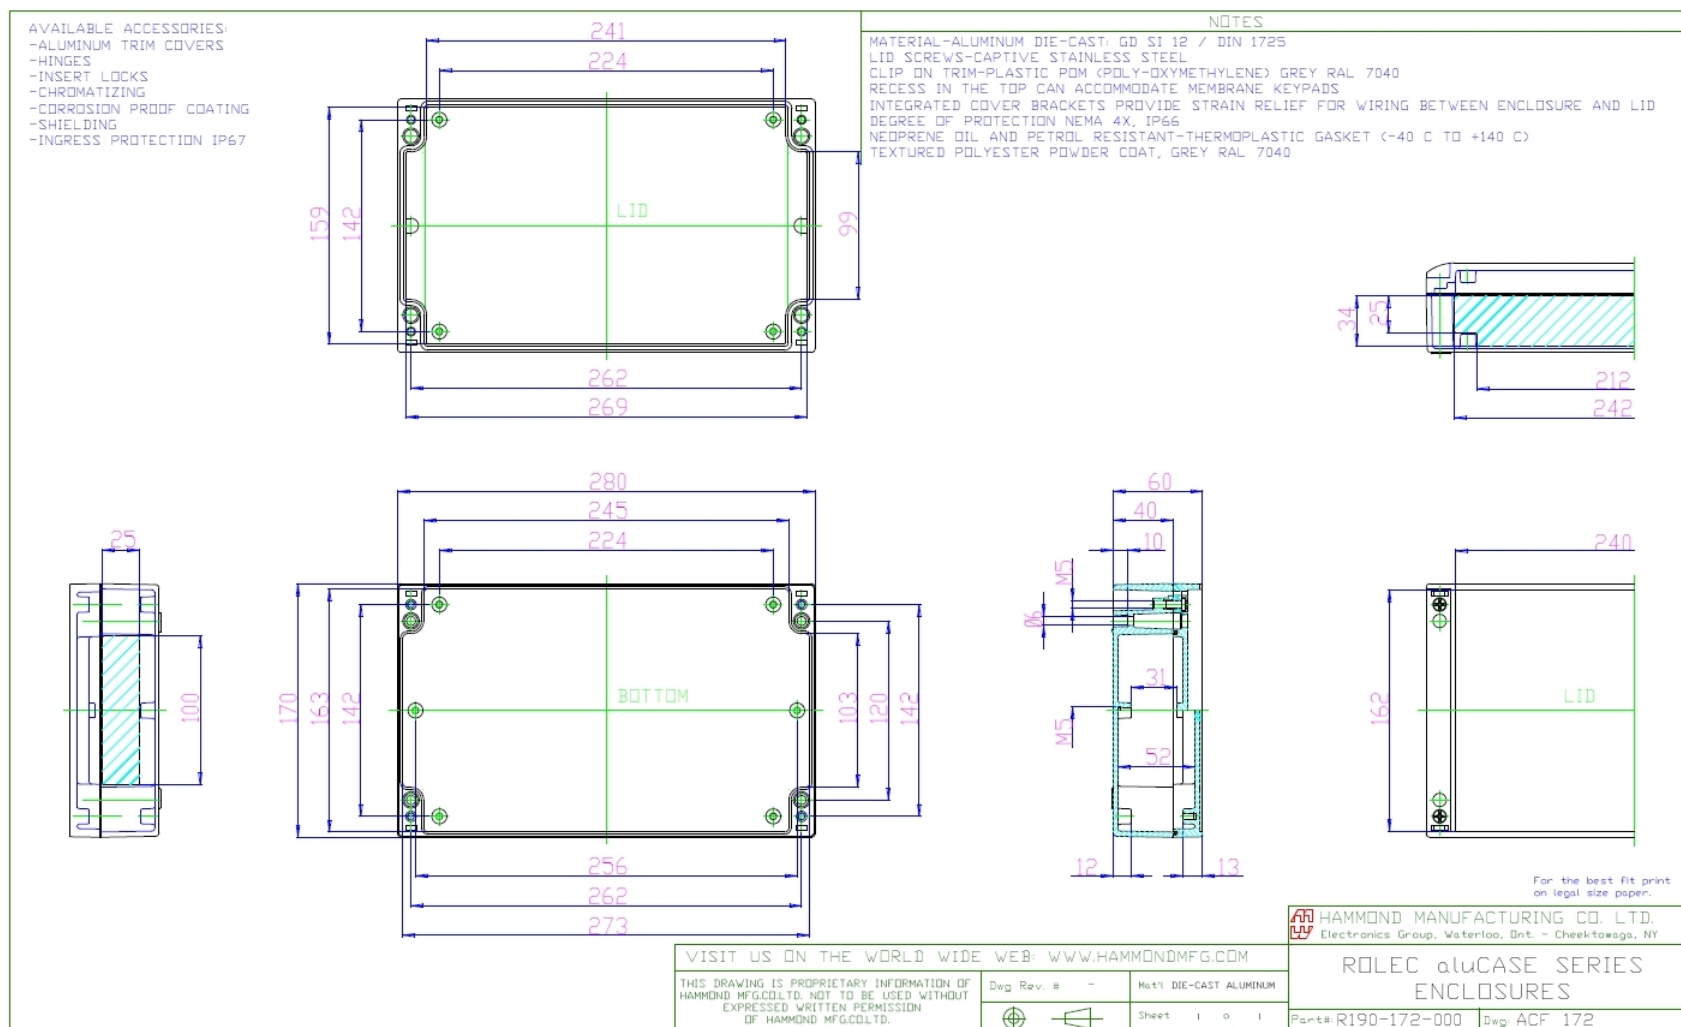 AVAILABLE ACCESSORIES:
-ALUMINUM TRIM COVERS
-HINGES
-INSERT LOCKS
-CHROMATIZING
-CORROSION PROOF COATING
-SHIELDING
-INGRESS PROTECTION IP67
NOTES
MATERIAL-ALUMINUM DIE-CAST: GD SI 12 / DIN 1725
LID SCREWS-CAPTIVE STAINLESS STEEL
CLIP ON TRIM-PLASTIC POM (POLY-OXYMETHYLENE) GREY RAL 7040
RECESS IN THE TOP CAN ACCOMMODATE MEMBRANE KEYPADS
INTEGRATED COVER BRACKETS PROVIDE STRAIN RELIEF FOR WIRING BETWEEN ENCLOSURE AND LID
DEGREE OF PROTECTION NEMA 4X, IP66
NEOPRENE OIL AND PETROL RESISTANT-THERMOPLASTIC GASKET (-40 C TO +140 C)
TEXTURED POLYESTER POWDER COAT, GREY RAL 7040
241
224
159
142
LID
99
262
269
34
25
212
242
25
100
280
245
224
170
163
142
BOTTOM
103
120
142
256
262
273
60
40
10
M5
Ø6
31
M5
52
12
13
240
162
LID
For the best fit print
on legal size paper.
HAMMOND MANUFACTURING CO. LTD.
Electronics Group, Waterloo, Ont. - Cheektowaga, NY
VISIT US ON THE WORLD WIDE WEB: WWW.HAMMONDMFG.COM
ROLEC aluCASE SERIES
ENCLOSURES
THIS DRAWING IS PROPRIETARY INFORMATION OF
HAMMOND MFG.CO.LTD. NOT TO BE USED WITHOUT
EXPRESSED WRITTEN PERMISSION
OF HAMMOND MFG.CO.LTD.
Dwg Rev. # -
Mat'l DIE-CAST ALUMINUM
Sheet 1 o 1
Part# R190-172-000
Dwg: ACF 172